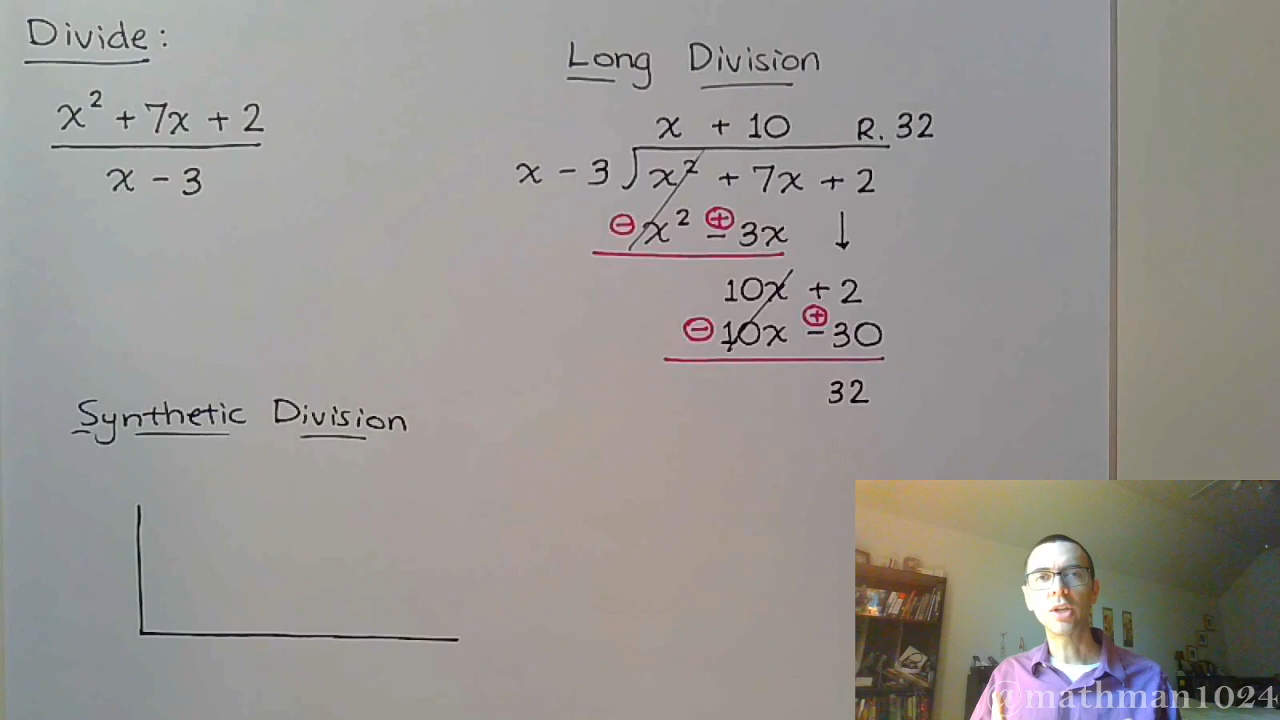 Divide:
x² + 7x + 2
x - 3
Long Division
x + 10 R. 32
x - 3 x² + 7x + 2
⊖ x² ⊕ - 3x ↓
10x + 2
⊖ 10x ⊕ - 30
32
Synthetic Division
@mathman1024